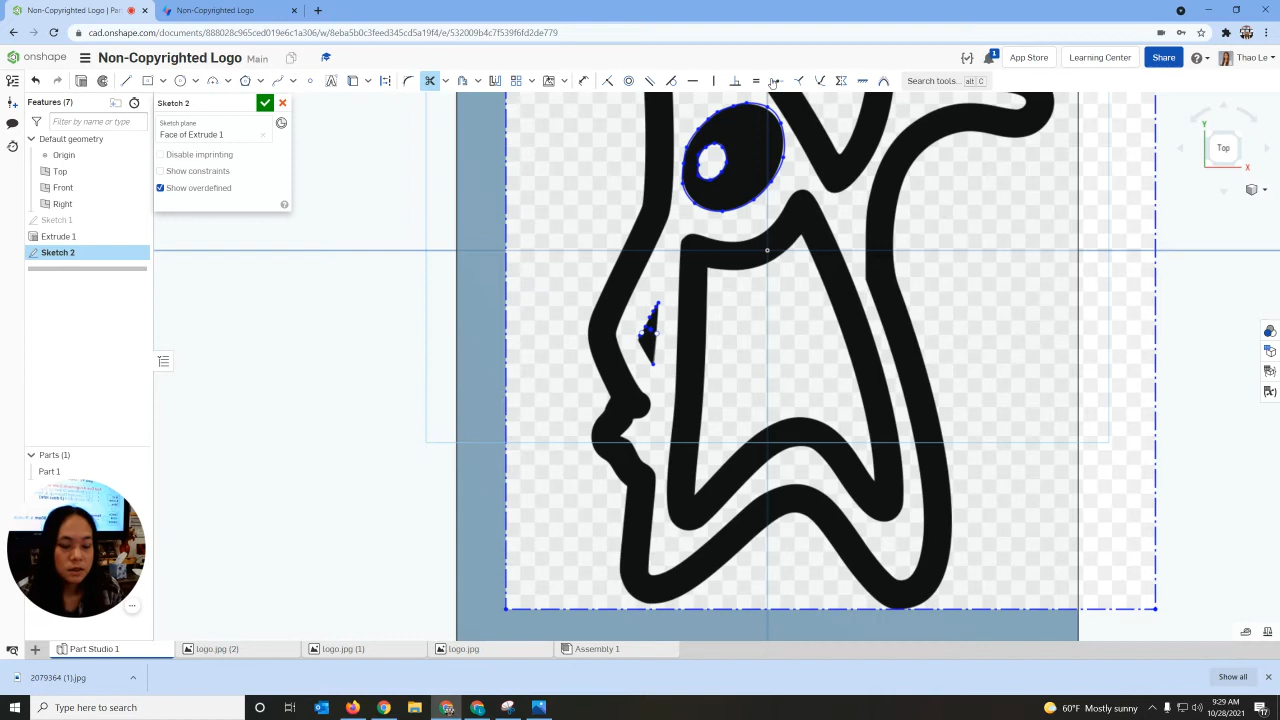 Non-Copyrighted Logo | Par
Non-Copyrighted Logo
cad.onshape.com/documents/888028c965ced0019e6c1a306/w/8eba5b0c3feed345cd5a19f4/e/532009b4c7f539f6fd2de779
onshape
Non-Copyrighted Logo Main
1
App Store
Learning Center
Share
Thao Le
Search tools... alt C
Features (7)
Filter by name or type
Default geometry
Origin
Top
Front
Right
Sketch 1
Extrude 1
Sketch 2
Sketch 2
Sketch plane
Face of Extrude 1
Disable imprinting
Show constraints
Show overdefined
Y
Top
X
Parts (1)
Part 1
Part Studio 1
logo.jpg (2)
logo.jpg (1)
logo.jpg
Assembly 1
2079364 (1).jpg
Show all
Type here to search
60°F Mostly sunny
9:29 AM
10/28/2021
17